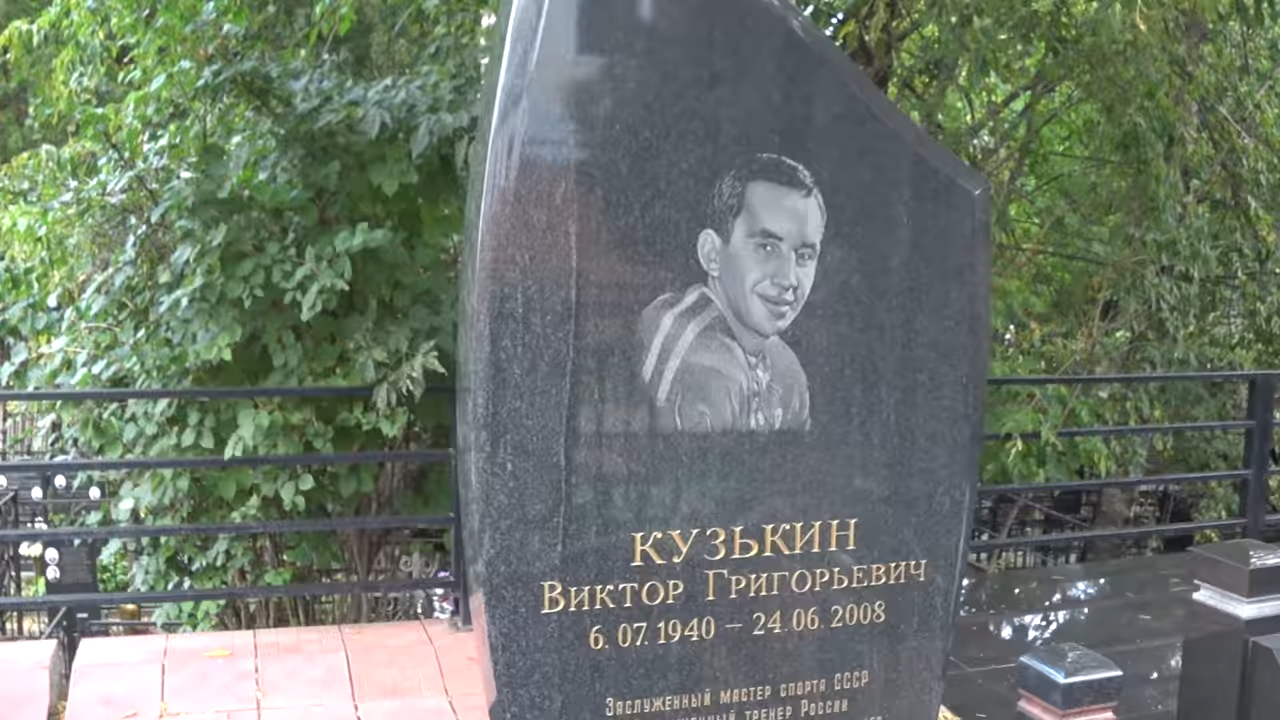 КУЗЬКИН
ВИКТОР ГРИГОРЬЕВИЧ
6.07.1940 – 24.06.2008
ЗАСЛУЖЕННЫЙ МАСТЕР СПОРТА СССР
ТРЕНЕР РОССИИ